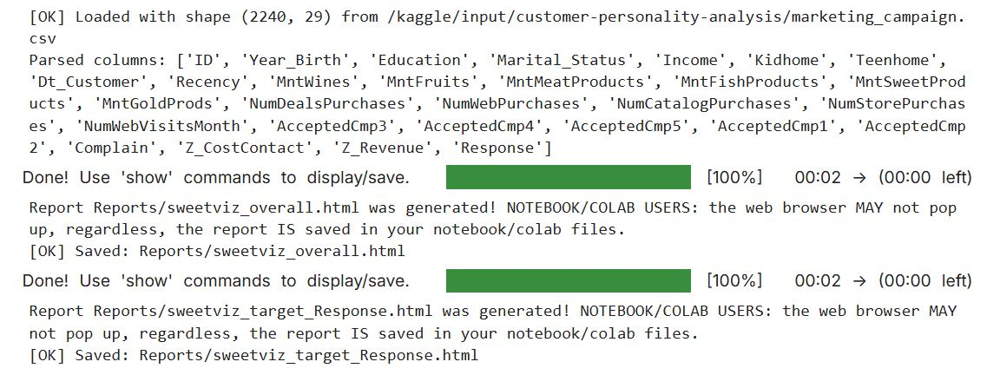 [OK] Loaded with shape (2240, 29) from /kaggle/input/customer-personality-analysis/marketing_campaign.
csv
Parsed columns: ['ID', 'Year_Birth', 'Education', 'Marital_Status', 'Income', 'Kidhome', 'Teenhome',
'Dt_Customer', 'Recency', 'MntWines', 'MntFruits', 'MntMeatProducts', 'MntFishProducts', 'MntSweetProd
ucts', 'MntGoldProds', 'NumDealsPurchases', 'NumWebPurchases', 'NumCatalogPurchases', 'NumStorePurchas
es', 'NumWebVisitsMonth', 'AcceptedCmp3', 'AcceptedCmp4', 'AcceptedCmp5', 'AcceptedCmp1', 'AcceptedCmp
2', 'Complain', 'Z_CostContact', 'Z_Revenue', 'Response']
Done! Use 'show' commands to display/save. [100%] 00:02 → (00:00 left)
Report Reports/sweetviz_overall.html was generated! NOTEBOOK/COLAB USERS: the web browser MAY not pop
up, regardless, the report IS saved in your notebook/colab files.
[OK] Saved: Reports/sweetviz_overall.html
Done! Use 'show' commands to display/save. [100%] 00:02 → (00:00 left)
Report Reports/sweetviz_target_Response.html was generated! NOTEBOOK/COLAB USERS: the web browser MAY
not pop up, regardless, the report IS saved in your notebook/colab files.
[OK] Saved: Reports/sweetviz_target_Response.html